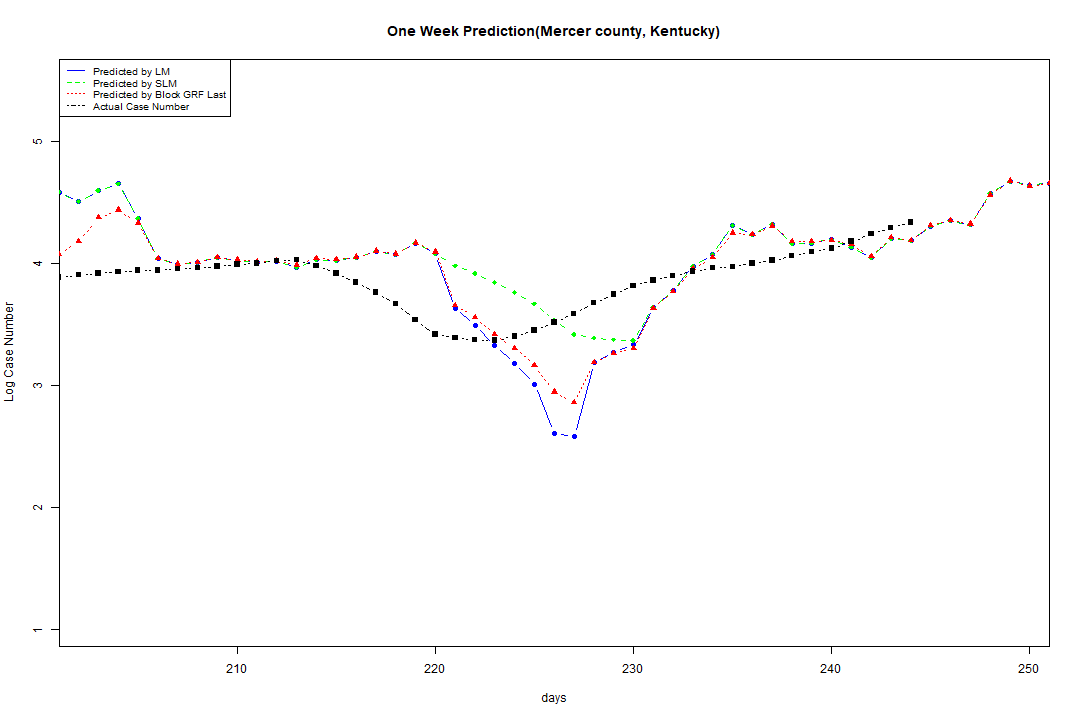 One Week Prediction(Mercer county, Kentucky)
Predicted by LM
Predicted by SLM
Predicted by Block GRF Last
Actual Case Number
5
4
3
2
1
Log Case Number
210
220
230
240
250
days